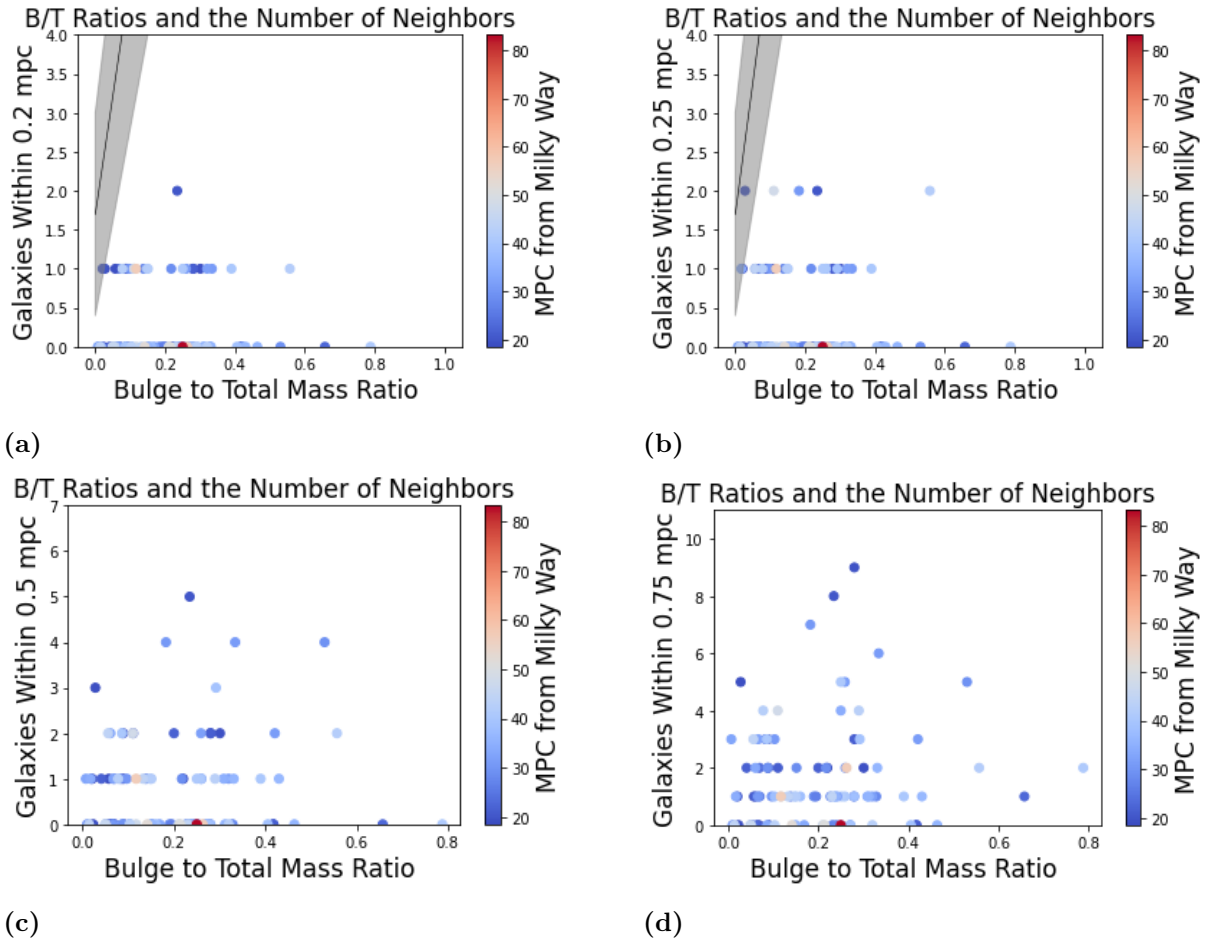 B/T Ratios and the Number of Neighbors
Galaxies Within 0.2 mpc
4.0
3.5
3.0
2.5
2.0
1.5
1.0
0.5
0.0
0.0 0.2 0.4 0.6 0.8 1.0
Bulge to Total Mass Ratio
80
70
60
50
40
30
20
MPC from Milky Way
(a)
B/T Ratios and the Number of Neighbors
Galaxies Within 0.25 mpc
4.0
3.5
3.0
2.5
2.0
1.5
1.0
0.5
0.0
0.0 0.2 0.4 0.6 0.8 1.0
Bulge to Total Mass Ratio
80
70
60
50
40
30
20
MPC from Milky Way
(b)
B/T Ratios and the Number of Neighbors
Galaxies Within 0.5 mpc
7
6
5
4
3
2
1
0
0.0 0.2 0.4 0.6 0.8
Bulge to Total Mass Ratio
80
70
60
50
40
30
20
MPC from Milky Way
(c)
B/T Ratios and the Number of Neighbors
Galaxies Within 0.75 mpc
10
8
6
4
2
0
0.0 0.2 0.4 0.6 0.8
Bulge to Total Mass Ratio
80
70
60
50
40
30
20
MPC from Milky Way
(d)